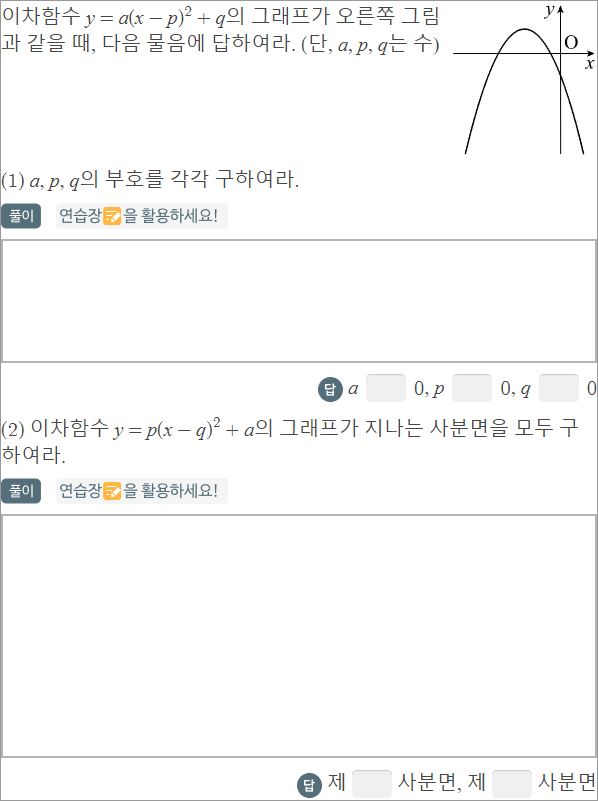 이차함수 y = a(x − p)² + q의 그래프가 오른쪽 그림
과 같을 때, 다음 물음에 답하여라. (단, a, p, q는 수)
y
O
x
(1) a, p, q의 부호를 각각 구하여라.
풀이 연습장을 활용하세요!
답 a 0, p 0, q 0
(2) 이차함수 y = p(x − q)² + a의 그래프가 지나는 사분면을 모두 구
하여라.
풀이 연습장을 활용하세요!
답 제 사분면, 제 사분면